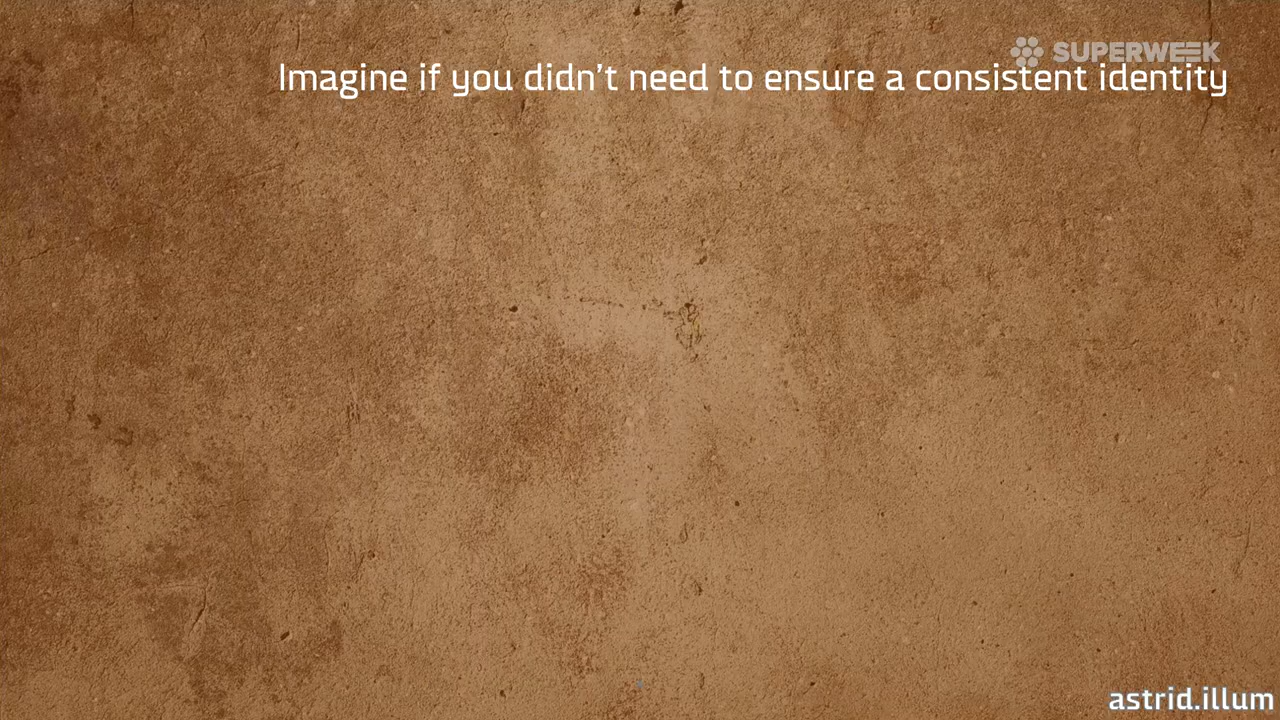 SUPERWEEK
Imagine if you didn’t need to ensure a consistent identity
astrid.illum